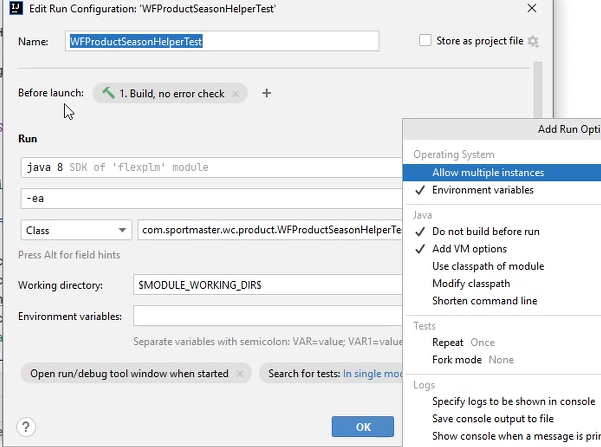 Edit Run Configuration: 'WFProductSeasonHelperTest'
Name: WFProductSeasonHelperTest
Store as project file
Before launch: 1. Build, no error check
Run
java 8 SDK of 'flexplm' module
-ea
Class com.sportmaster.wc.product.WFProductSeasonHelperTe
Press Alt for field hints
Working directory: $MODULE_WORKING_DIR$
Environment variables:
Separate variables with semicolon: VAR=value; VAR1=value
Open run/debug tool window when started
Search for tests: In single mod
? OK
Add Run Opti
Operating System
Allow multiple instances
Environment variables
Java
Do not build before run
Add VM options
Use classpath of module
Modify classpath
Shorten command line
Tests
Repeat Once
Fork mode None
Logs
Specify logs to be shown in console
Save console output to file
Show console when a message is prin